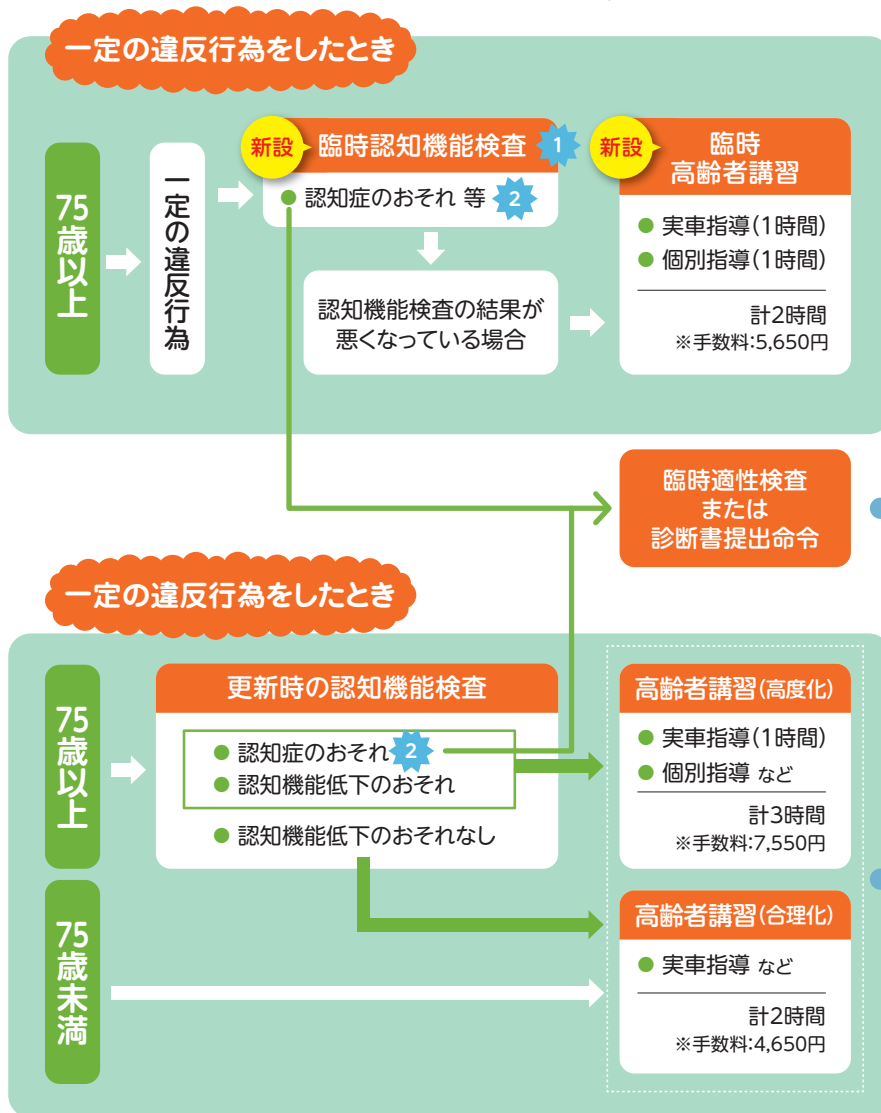 一定の違反行為をしたとき
75歳以上
一定の違反行為
新設
臨時認知機能検査
1
● 認知症のおそれ 等
2
認知機能検査の結果が
悪くなっている場合
新設
臨時
高齢者講習
● 実車指導(1時間)
● 個別指導(1時間)
計2時間
※手数料:5,650円
臨時適性検査
または
診断書提出命令
一定の違反行為をしたとき
75歳以上
更新時の認知機能検査
● 認知症のおそれ
2
● 認知機能低下のおそれ
● 認知機能低下のおそれなし
高齢者講習(高度化)
● 実車指導(1時間)
● 個別指導 など
計3時間
※手数料:7,550円
75歳未満
高齢者講習(合理化)
● 実車指導 など
計2時間
※手数料:4,650円